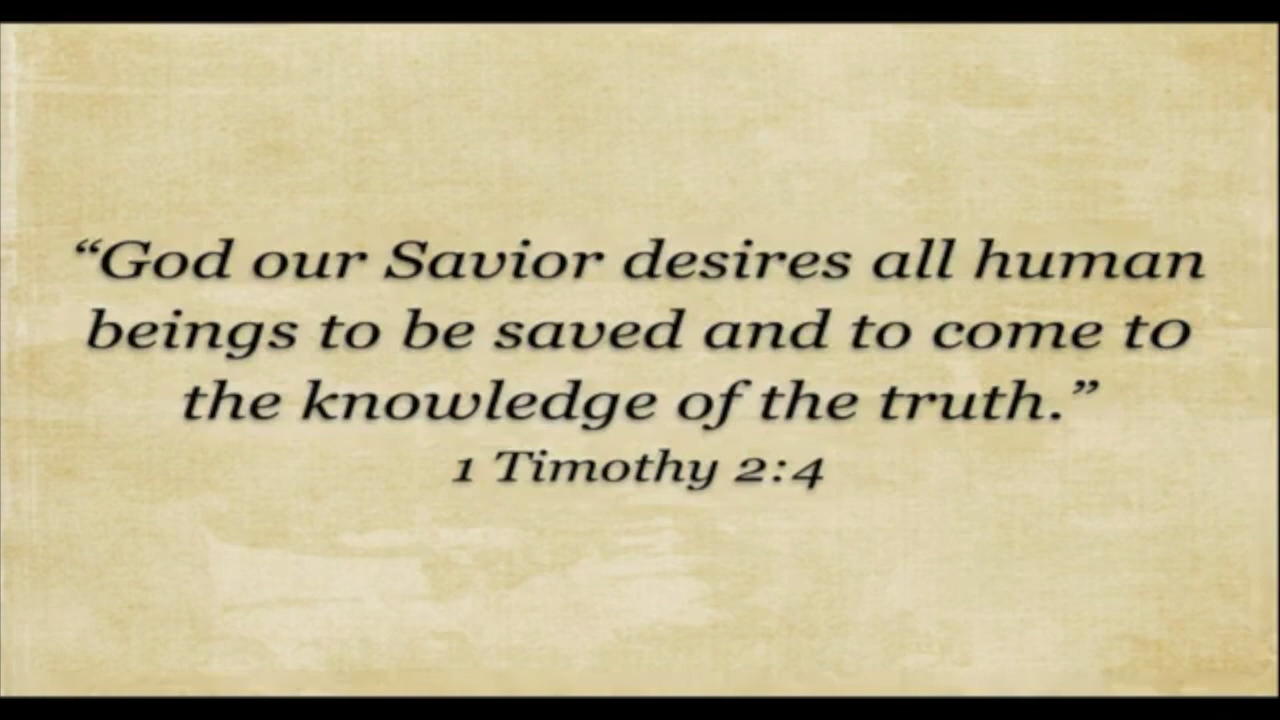 “God our Savior desires all human
beings to be saved and to come to
the knowledge of the truth.”
1 Timothy 2:4